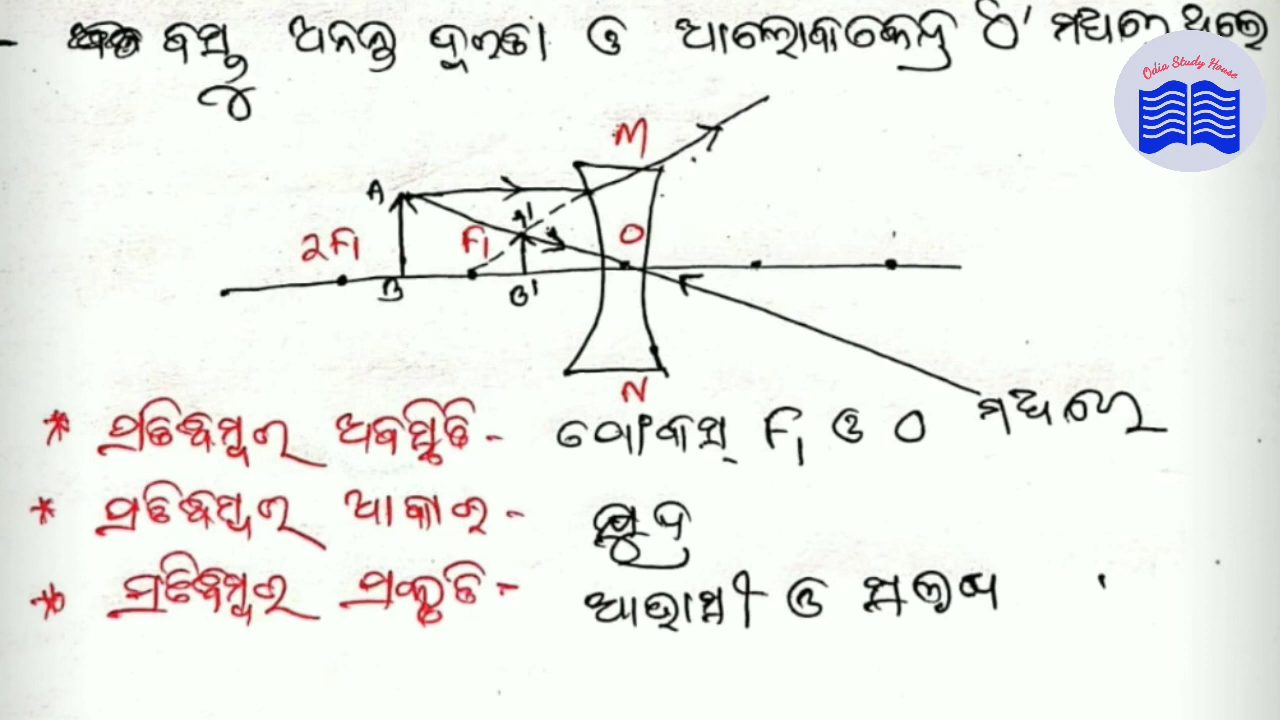 - ବସ୍ତୁ ଅନନ୍ତ ଦୂରତା ଓ ଆଲୋକକେନ୍ଦ୍ର ଠି' ମଧ୍ୟରେ ଥିଲେ
Odia Study House
M
A
A'
2F₁
F₁
O
B
B'
N
* ପ୍ରତିବିମ୍ବର ଅବସ୍ଥିତି - ଫୋକସ୍ F₁ ଓ O ମଧ୍ୟରେ
* ପ୍ରତିବିମ୍ବର ଆକାର - କ୍ଷୁଦ୍ର
* ପ୍ରତିବିମ୍ବର ପ୍ରକୃତି - ଆଭାସୀ ଓ ସଳଖ